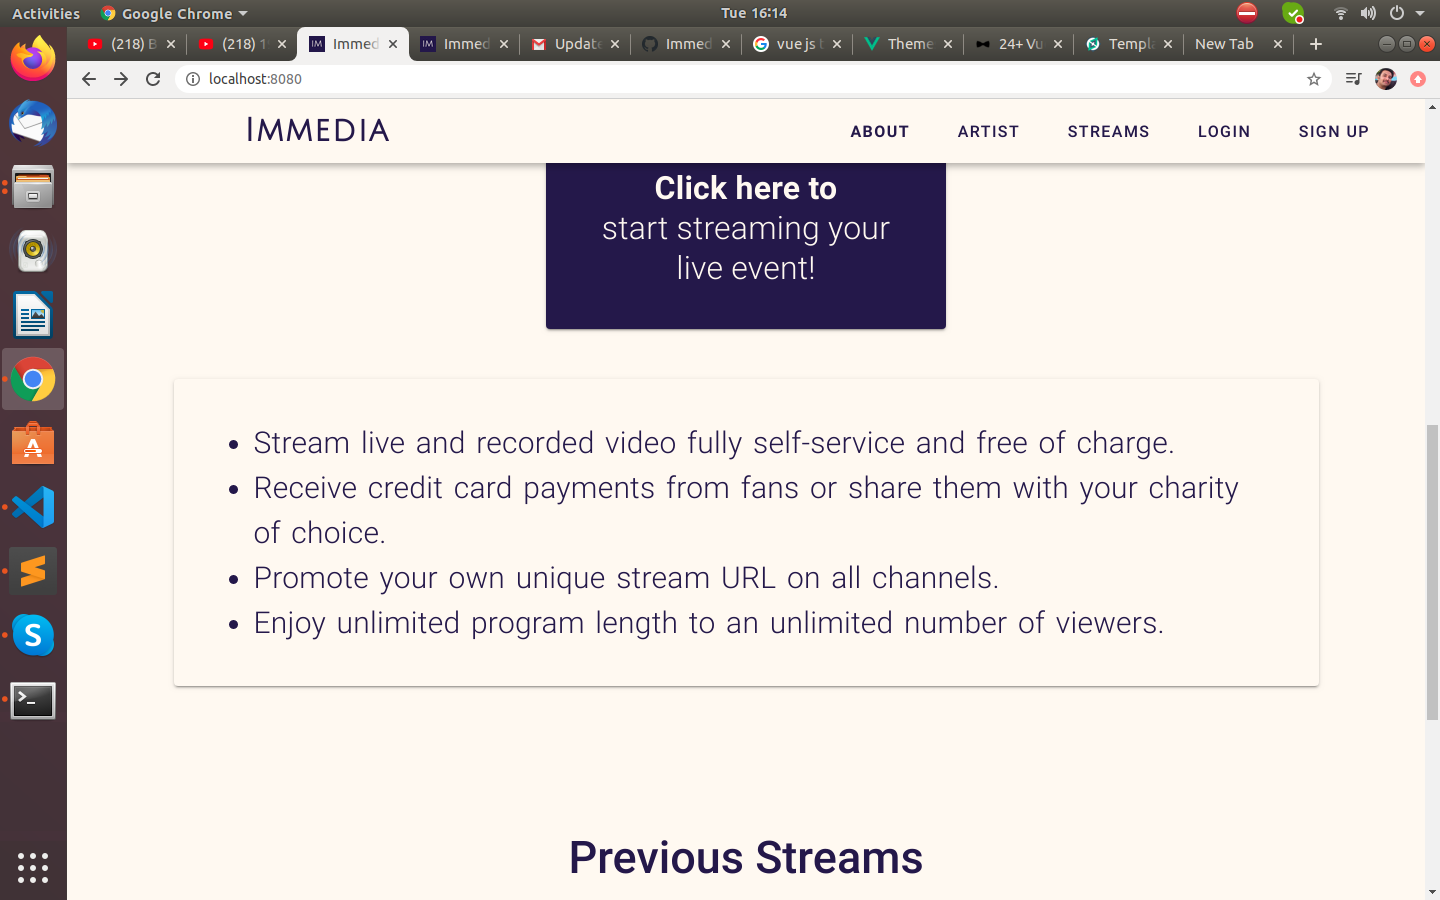 Activities
Google Chrome
Tue 16:14
(218) B
(218) 1
Immed
Immed
Update
Immed
vue js t
Theme
24+ Vu
Templa
New Tab
localhost:8080
IMMEDIA
ABOUT
ARTIST
STREAMS
LOGIN
SIGN UP
Click here to
start streaming your
live event!
Stream live and recorded video fully self-service and free of charge.
Receive credit card payments from fans or share them with your charity
of choice.
Promote your own unique stream URL on all channels.
Enjoy unlimited program length to an unlimited number of viewers.
Previous Streams